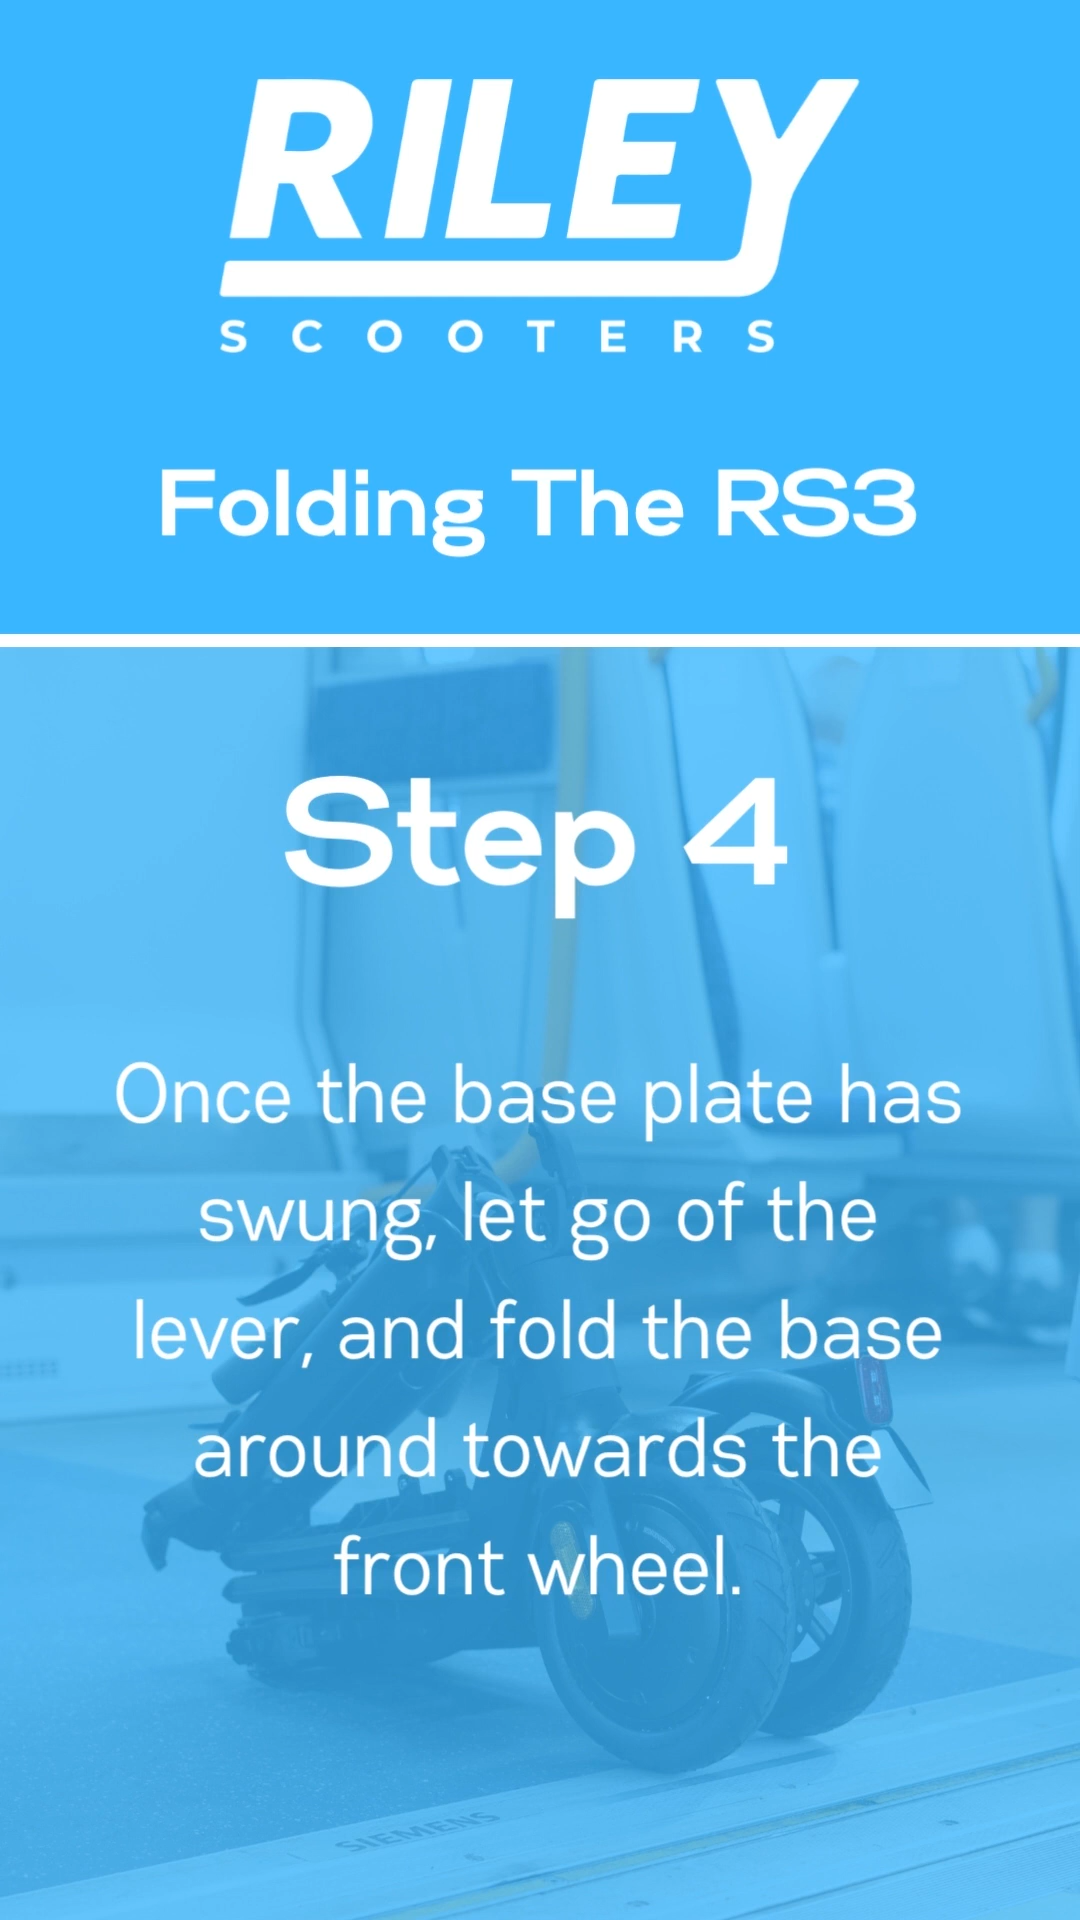 RILEY
SCOOTERS
Folding The RS3
Step 4
Once the base plate has
swung, let go of the
lever, and fold the base
around towards the
front wheel.
SIEMENS